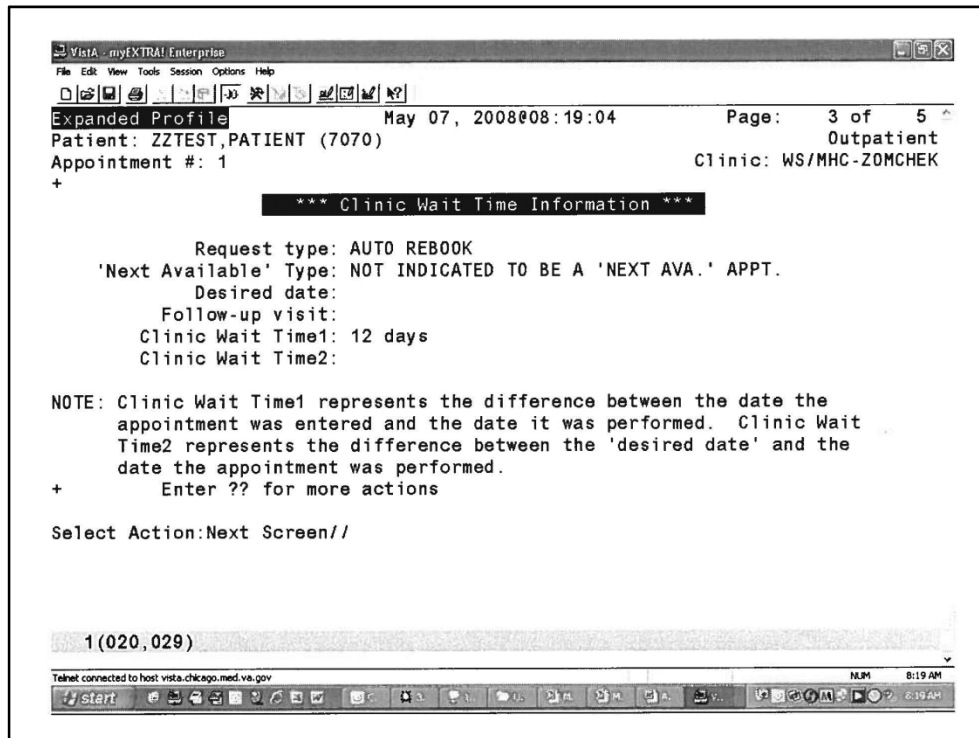 VistA - myEXTRA! Enterprise
File Edit View Tools Session Options Help
Expanded Profile May 07, 2008@08:19:04 Page: 3 of 5
Patient: ZZTEST,PATIENT (7070) Outpatient
Appointment #: 1 Clinic: WS/MHC-ZOMCHEK
+
*** Clinic Wait Time Information ***
Request type: AUTO REBOOK
'Next Available' Type: NOT INDICATED TO BE A 'NEXT AVA.' APPT.
Desired date:
Follow-up visit:
Clinic Wait Time1: 12 days
Clinic Wait Time2:
NOTE: Clinic Wait Time1 represents the difference between the date the
appointment was entered and the date it was performed. Clinic Wait
Time2 represents the difference between the 'desired date' and the
date the appointment was performed.
+ Enter ?? for more actions
Select Action:Next Screen//
1(020,029)
Telnet connected to host vista.chicago.med.va.gov NUM 8:19 AM
start 8:19 AM